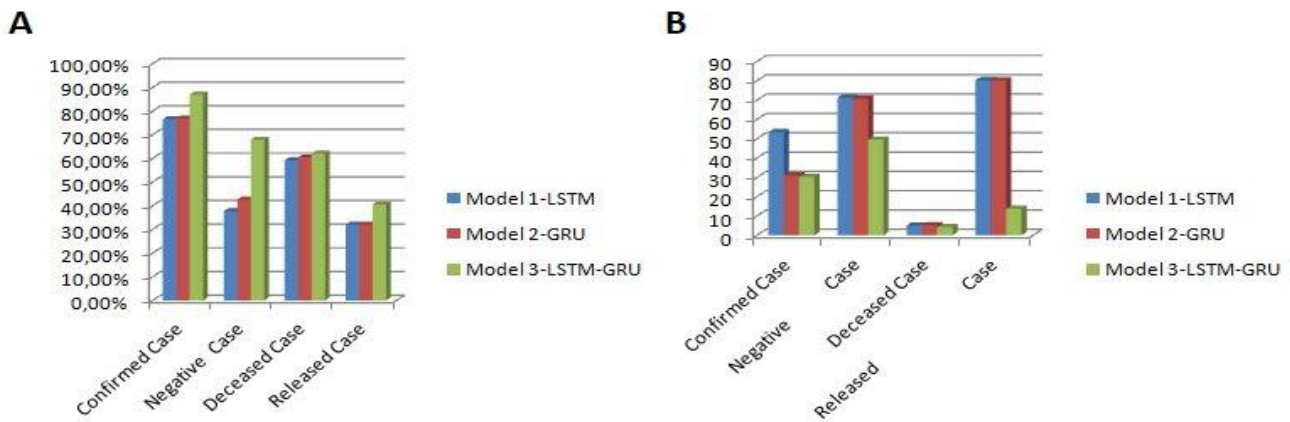 A
100,00%
90,00%
80,00%
70,00%
60,00%
50,00%
40,00%
30,00%
20,00%
10,00%
0,00%
Confirmed Case
Negative Case
Deceased Case
Released Case
Model 1-LSTM
Model 2-GRU
Model 3-LSTM-GRU
B
90
80
70
60
50
40
30
20
10
0
Confirmed Case
Negative Case
Deceased Case
Released Case
Model 1-LSTM
Model 2-GRU
Model 3-LSTM-GRU